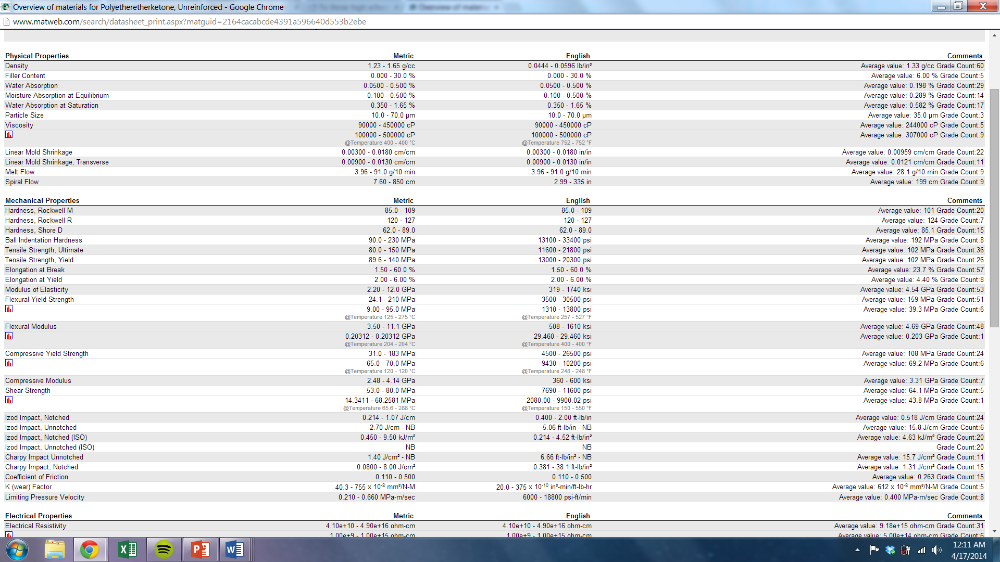 Overview of materials for Polyetheretherketone, Unreinforced - Google Chrome
www.matweb.com/search/datasheet_print.aspx?matguid=2164cacabcde4391a596640d553b2ebe
Physical Properties Metric English Comments
Density 1.23 - 1.65 g/cc 0.0444 - 0.0596 lb/in³ Average value: 1.33 g/cc Grade Count:60
Filler Content 0.000 - 30.0 % 0.000 - 30.0 % Average value: 6.00 % Grade Count:5
Water Absorption 0.0500 - 0.500 % 0.0500 - 0.500 % Average value: 0.198 % Grade Count:29
Moisture Absorption at Equilibrium 0.100 - 0.500 % 0.100 - 0.500 % Average value: 0.289 % Grade Count:14
Water Absorption at Saturation 0.350 - 1.65 % 0.350 - 1.65 % Average value: 0.582 % Grade Count:17
Particle Size 10.0 - 70.0 µm 10.0 - 70.0 µm Average value: 35.0 µm Grade Count:3
Viscosity 90000 - 450000 cP 90000 - 450000 cP Average value: 244000 cP Grade Count:5
100000 - 500000 cP 100000 - 500000 cP Average value: 307000 cP Grade Count:9
@Temperature 400 - 400 °C @Temperature 752 - 752 °F
Linear Mold Shrinkage 0.00300 - 0.0180 cm/cm 0.00300 - 0.0180 in/in Average value: 0.00959 cm/cm Grade Count:22
Linear Mold Shrinkage, Transverse 0.00900 - 0.0130 cm/cm 0.00900 - 0.0130 in/in Average value: 0.0121 cm/cm Grade Count:11
Melt Flow 3.96 - 91.0 g/10 min 3.96 - 91.0 g/10 min Average value: 28.1 g/10 min Grade Count:9
Spiral Flow 7.60 - 850 cm 2.99 - 335 in Average value: 199 cm Grade Count:9
Mechanical Properties Metric English Comments
Hardness, Rockwell M 85.0 - 109 85.0 - 109 Average value: 101 Grade Count:20
Hardness, Rockwell R 120 - 127 120 - 127 Average value: 124 Grade Count:7
Hardness, Shore D 62.0 - 89.0 62.0 - 89.0 Average value: 85.1 Grade Count:15
Ball Indentation Hardness 90.0 - 230 MPa 13100 - 33400 psi Average value: 192 MPa Grade Count:8
Tensile Strength, Ultimate 80.0 - 150 MPa 11600 - 21800 psi Average value: 102 MPa Grade Count:36
Tensile Strength, Yield 89.6 - 140 MPa 13000 - 20300 psi Average value: 102 MPa Grade Count:26
Elongation at Break 1.50 - 60.0 % 1.50 - 60.0 % Average value: 23.7 % Grade Count:57
Elongation at Yield 2.00 - 6.00 % 2.00 - 6.00 % Average value: 4.40 % Grade Count:8
Modulus of Elasticity 2.20 - 12.0 GPa 319 - 1740 ksi Average value: 4.54 GPa Grade Count:53
Flexural Yield Strength 24.1 - 210 MPa 3500 - 30500 psi Average value: 159 MPa Grade Count:51
9.00 - 95.0 MPa 1310 - 13800 psi Average value: 39.3 MPa Grade Count:6
@Temperature 125 - 275 °C @Temperature 257 - 527 °F
Flexural Modulus 3.50 - 11.1 GPa 508 - 1610 ksi Average value: 4.69 GPa Grade Count:48
0.20312 - 0.20312 GPa 29.460 - 29.460 ksi Average value: 0.203 GPa Grade Count:1
@Temperature 204 - 204 °C @Temperature 400 - 400 °F
Compressive Yield Strength 31.0 - 183 MPa 4500 - 26500 psi Average value: 108 MPa Grade Count:24
65.0 - 70.0 MPa 9430 - 10200 psi Average value: 69.2 MPa Grade Count:6
@Temperature 120 - 120 °C @Temperature 248 - 248 °F
Compressive Modulus 2.48 - 4.14 GPa 360 - 600 ksi Average value: 3.31 GPa Grade Count:7
Shear Strength 53.0 - 80.0 MPa 7690 - 11600 psi Average value: 64.1 MPa Grade Count:5
14.3411 - 68.2581 MPa 2080.00 - 9900.02 psi Average value: 43.8 MPa Grade Count:1
@Temperature 65.6 - 288 °C @Temperature 150 - 550 °F
Izod Impact, Notched 0.214 - 1.07 J/cm 0.400 - 2.00 ft-lb/in Average value: 0.518 J/cm Grade Count:24
Izod Impact, Unnotched 2.70 J/cm - NB 5.06 ft-lb/in - NB Average value: 15.8 J/cm Grade Count:6
Izod Impact, Notched (ISO) 0.450 - 9.50 kJ/m² 0.214 - 4.52 ft-lb/in² Average value: 4.63 kJ/m² Grade Count:20
Izod Impact, Unnotched (ISO) NB NB Grade Count:20
Charpy Impact Unnotched 1.40 J/cm² - NB 6.66 ft-lb/in² - NB Average value: 15.7 J/cm² Grade Count:11
Charpy Impact, Notched 0.0800 - 8.00 J/cm² 0.381 - 38.1 ft-lb/in² Average value: 1.31 J/cm² Grade Count:15
Coefficient of Friction 0.110 - 0.500 0.110 - 0.500 Average value: 0.263 Grade Count:15
K (wear) Factor 40.3 - 755 x 10⁻⁸ mm³/N-M 20.0 - 375 x 10⁻¹⁰ in³-min/ft-lb-hr Average value: 612 x 10⁻⁸ mm³/N-M Grade Count:5
Limiting Pressure Velocity 0.210 - 0.660 MPa-m/sec 6000 - 18800 psi-ft/min Average value: 0.400 MPa-m/sec Grade Count:8
Electrical Properties Metric English Comments
Electrical Resistivity 4.10e+10 - 4.90e+16 ohm-cm 4.10e+10 - 4.90e+16 ohm-cm Average value: 9.18e+15 ohm-cm Grade Count:31
1.00e+9 - 1.00e+15 ohm-cm 1.00e+9 - 1.00e+15 ohm-cm Average value: 5.00e+14 ohm-cm Grade Count:6
12:11 AM
4/17/2014